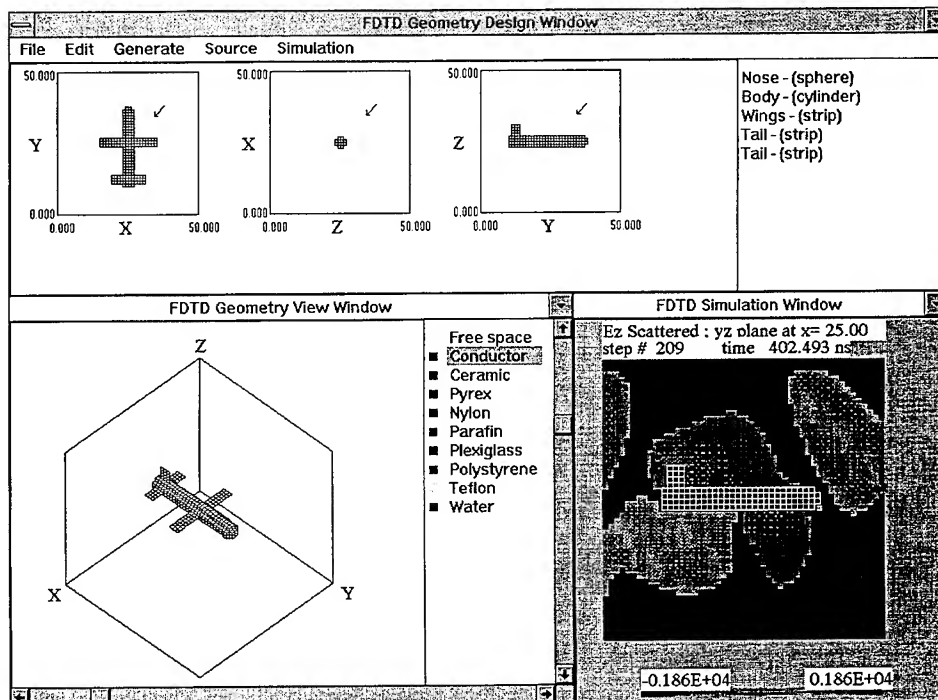 FDTD Geometry Design Window
File Edit Generate Source Simulation
50.000
Y
0.000
0.000 X 50.000
50.000
X
0.000
0.000 Z 50.000
50.000
Z
0.000
0.000 Y 50.000
Nose - (sphere)
Body - (cylinder)
Wings - (strip)
Tail - (strip)
Tail - (strip)
FDTD Geometry View Window
Z
X
Y
Free space
Conductor
Ceramic
Pyrex
Nylon
Parafin
Plexiglass
Polystyrene
Teflon
Water
FDTD Simulation Window
Ez Scattered : yz plane at x= 25.00
step # 209 time 402.493 ns
-0.186E+04 0.186E+04